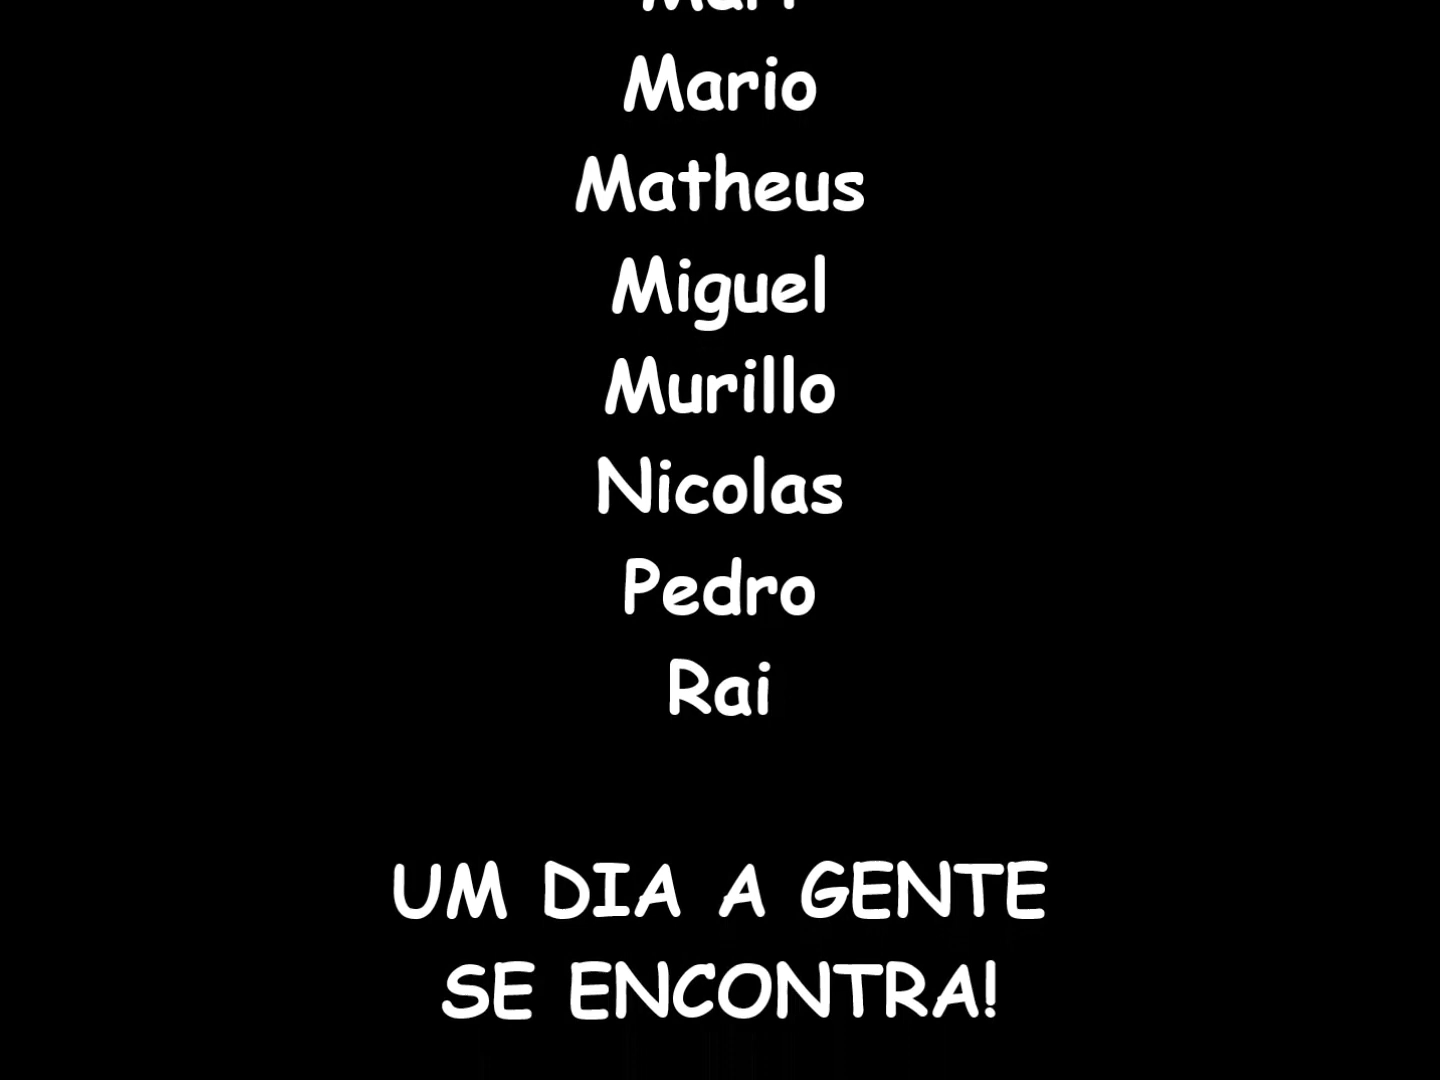 Mario
Matheus
Miguel
Murillo
Nicolas
Pedro
Rai
UM DIA A GENTE
SE ENCONTRA!